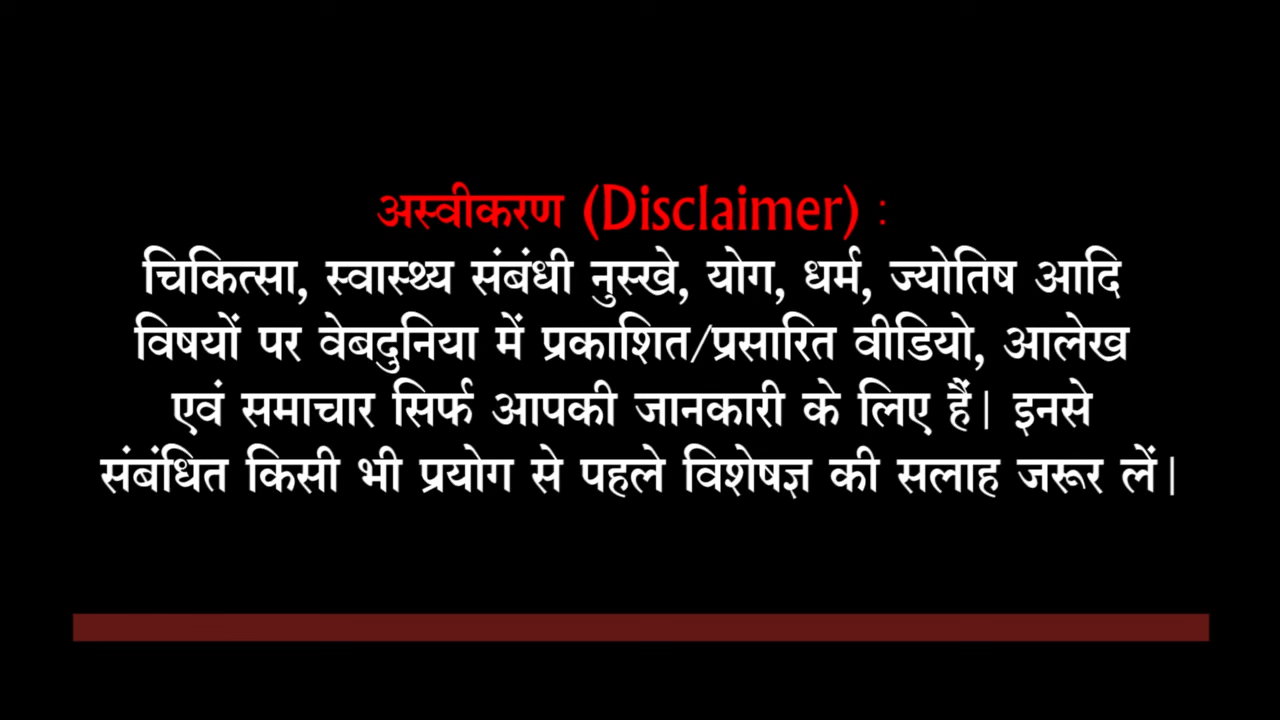 अस्वीकरण (Disclaimer) :
चिकित्सा, स्वास्थ्य संबंधी नुस्खे, योग, धर्म, ज्योतिष आदि
विषयों पर वेबदुनिया में प्रकाशित/प्रसारित वीडियो, आलेख
एवं समाचार सिर्फ आपकी जानकारी के लिए हैं। इनसे
संबंधित किसी भी प्रयोग से पहले विशेषज्ञ की सलाह जरूर लें।